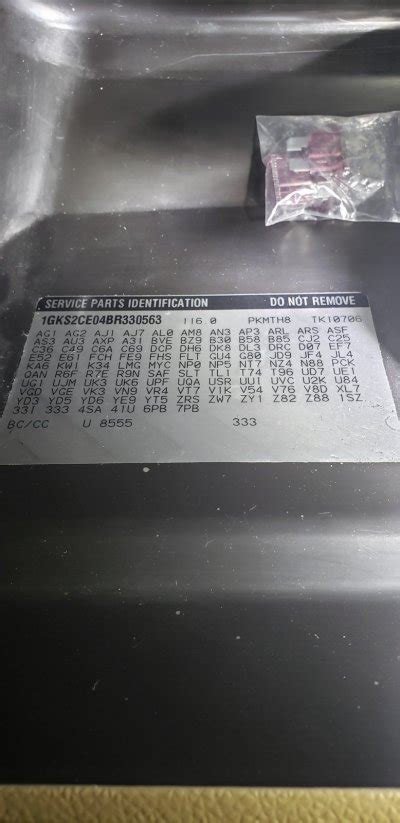 SERVICE PARTS IDENTIFICATION DO NOT REMOVE
1GKS2CE04BR330563 116.0 PKMTH8 TK10706
AG1 AG2 AJ1 AJ7 AL0 AM8 AN3 AP3 ARL ARS ASF
AS3 AU3 AXP A31 BVE BZ9 B30 B58 B85 CJ2 C25
C36 C49 C6A C69 DCP DH6 DK8 DL3 DRC D07 EF7
E52 E61 FCH FE9 FHS FLT GU4 G80 JD9 JF4 JL4
KA6 KW1 K34 LMG MYC NP0 NP5 NT7 NZ4 N88 PCK
QAN R6F R7E R9N SAF SLT TL1 T74 T96 UD7 UE1
UG1 UJM UK3 UK6 UPF UQA USR UU1 UVC U2K U84
VGD VGE VK3 VN9 VR4 VT7 V1K V54 V76 V8D XL7
YD3 YD5 YD6 YE9 YT5 ZRS ZW7 ZY1 Z82 Z88 1SZ
331 333 4SA 41U 6PB 7PB
BC/CC U 8555 333